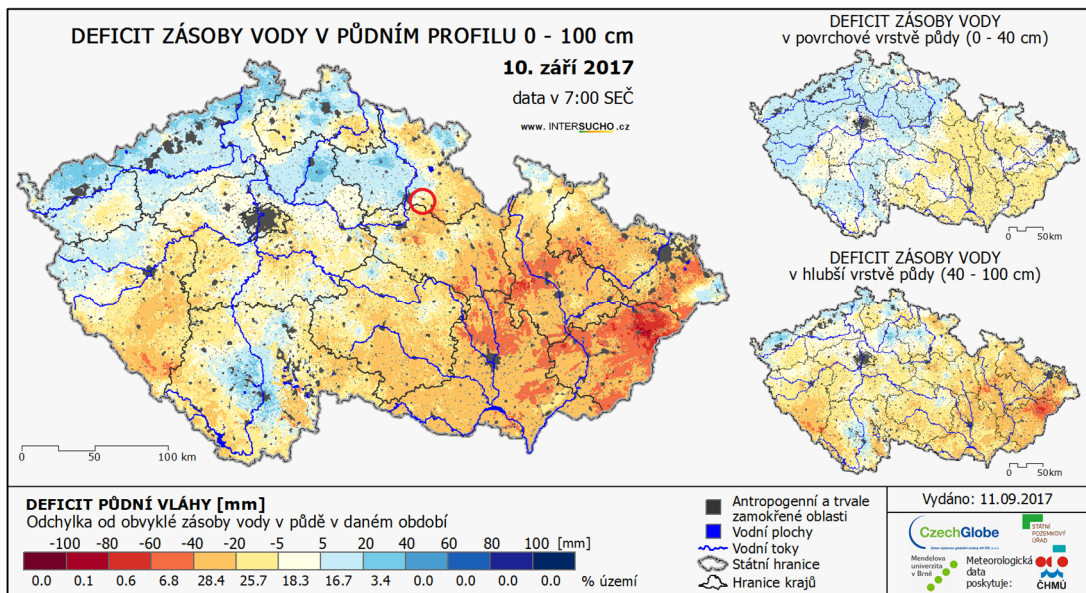 DEFICIT ZÁSOBY VODY V PŮDNÍM PROFILU 0 - 100 cm
10. září 2017
data v 7:00 SEČ
www. INTERSUCHO .cz
0 50 100 km
DEFICIT ZÁSOBY VODY
v povrchové vrstvě půdy (0 - 40 cm)
0 50km
DEFICIT ZÁSOBY VODY
v hlubší vrstvě půdy (40 - 100 cm)
0 50km
DEFICIT PŮDNÍ VLÁHY [mm]
Odchylka od obvyklé zásoby vody v půdě v daném období
-100 -80 -60 -40 -20 -5 5 20 40 60 80 100 [mm]
0.0 0.1 0.6 6.8 28.4 25.7 18.3 16.7 3.4 0.0 0.0 0.0 0.0 % území
Antropogenní a trvale
zamokřené oblasti
Vodní plochy
Vodní toky
Státní hranice
Hranice krajů
Vydáno: 11.09.2017
CzechGlobe
STÁTNÍ
POZEMKOVÝ
ÚŘAD
Mendelova
univerzita
v Brně
Meteorologická
data
poskytuje:
ČHMÚ